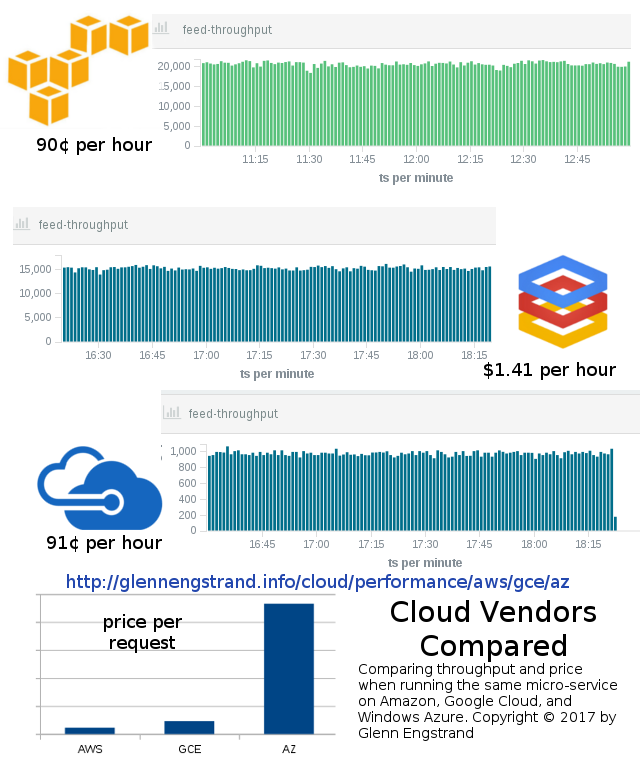 feed-throughput
20,000
15,000
10,000
5,000
0
11:15 11:30 11:45 12:00 12:15 12:30 12:45
ts per minute
90¢ per hour
feed-throughput
15,000
10,000
5,000
0
16:30 16:45 17:00 17:15 17:30 17:45 18:00 18:15
ts per minute
$1.41 per hour
feed-throughput
1,000
800
600
400
200
0
16:45 17:00 17:15 17:30 17:45 18:00 18:15
ts per minute
91¢ per hour
http://glennengstrand.info/cloud/performance/aws/gce/az
price per
request
AWS GCE AZ
Cloud Vendors
Compared
Comparing throughput and price
when running the same micro-service
on Amazon, Google Cloud, and
Windows Azure. Copyright © 2017 by
Glenn Engstrand